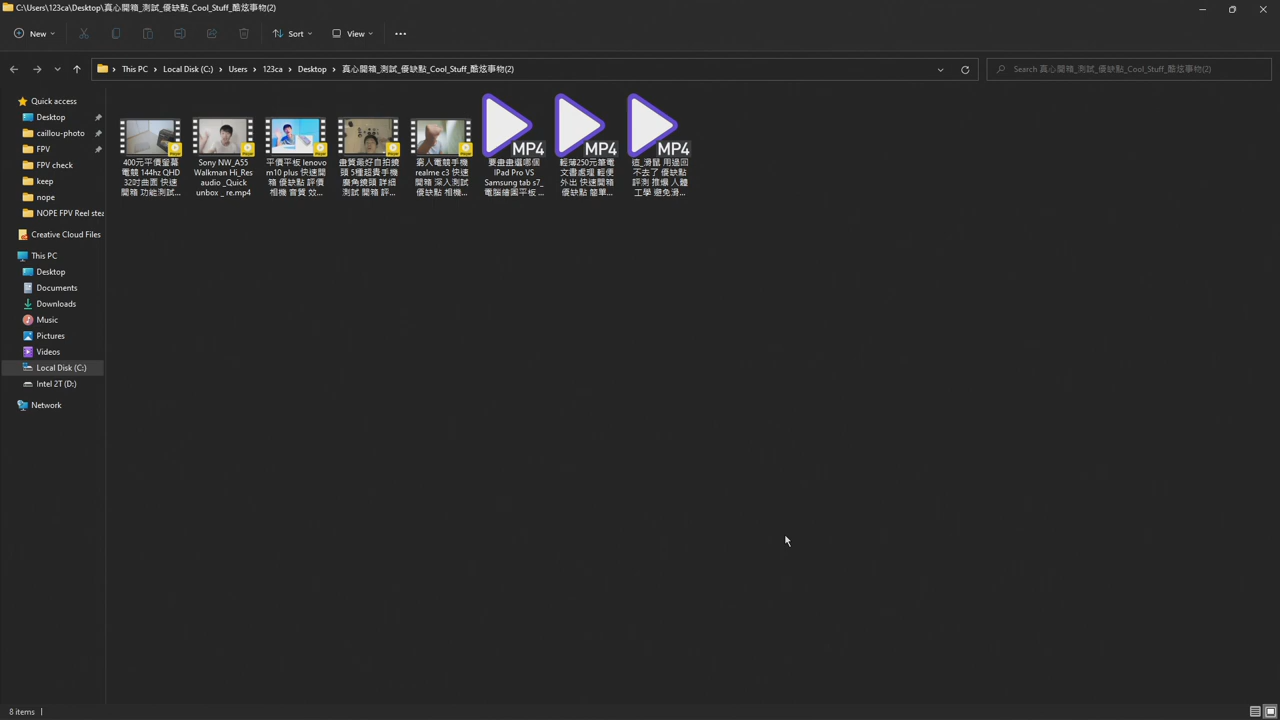 C:\Users\123ca\Desktop\真心開箱_測試_優缺點_Cool_Stuff_酷炫事物(2)
New
Sort
View
This PC > Local Disk (C:) > Users > 123ca > Desktop > 真心開箱_測試_優缺點_Cool_Stuff_酷炫事物(2)
Search 真心開箱_測試_優缺點_Cool_Stuff_酷炫事物(2)
Quick access
Desktop
caillou-photo
FPV
FPV check
keep
nope
NOPE FPV Reel stea
Creative Cloud Files
This PC
Desktop
Documents
Downloads
Music
Pictures
Videos
Local Disk (C:)
Intel 2T (D:)
Network
400元平價螢幕
電競 144hz QHD
32吋曲面 快速
開箱 功能測試...
Sony NW_A55
Walkman Hi_Res
audio _Quick
unbox _ re.mp4
平價平板 lenovo
m10 plus 快速開
箱 優缺點 評價
相機 音質 效...
畫質最好自拍鏡
頭 5種超貴手機
廣角鏡頭 詳細
測試 開箱 評...
窮人電競手機
realme c3 快速
開箱 深入測試
優缺點 相機...
MP4
要畫畫選哪個
IPad Pro VS
Samsung tab s7_
電腦繪圖平板 ...
MP4
輕薄250元筆電
文書處理 輕便
外出 快速開箱
優缺點 簡單...
MP4
這_滑鼠 用過回
不去了 優缺點
評測 推爆 人體
工學 避免滑...
8 items